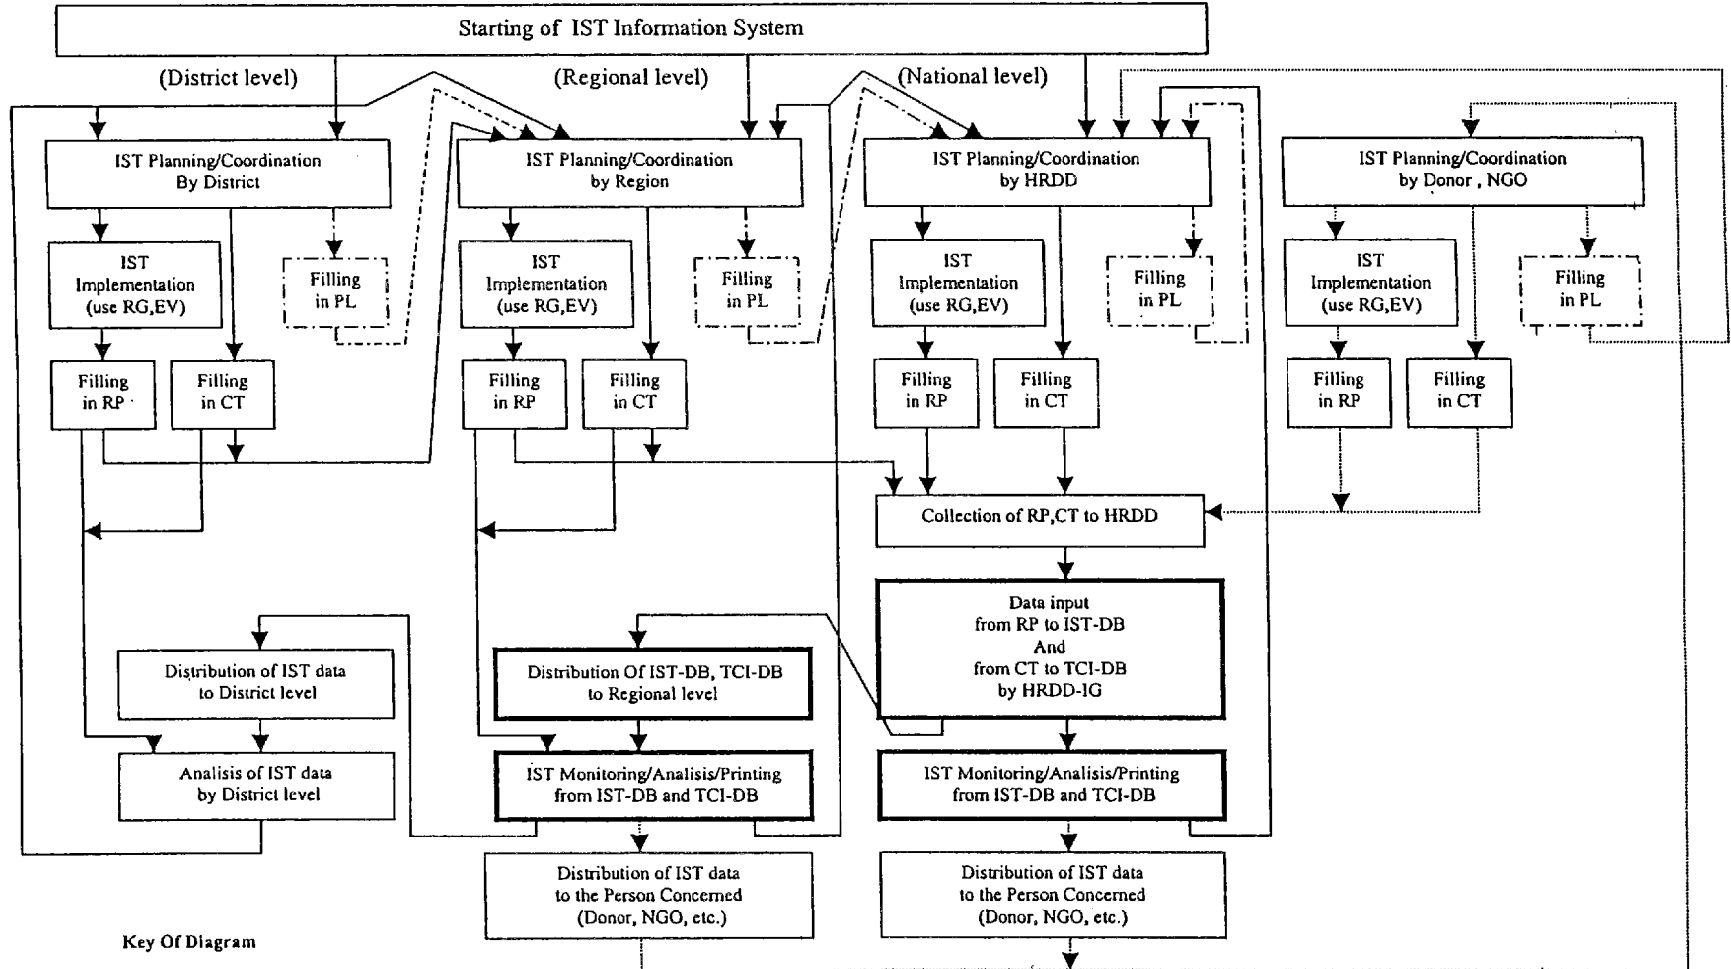 Starting of IST Information System
(District level)
(Regional level)
(National level)
IST Planning/Coordination
By District
IST Planning/Coordination
by Region
IST Planning/Coordination
by HRDD
IST Planning/Coordination
by Donor , NGO
IST
Implementation
(use RG,EV)
Filling
in PL
IST
Implementation
(use RG,EV)
Filling
in PL
IST
Implementation
(use RG,EV)
Filling
in PL
IST
Implementation
(use RG,EV)
Filling
in PL
Filling
in RP
Filling
in CT
Filling
in RP
Filling
in CT
Filling
in RP
Filling
in CT
Filling
in RP
Filling
in CT
Collection of RP,CT to HRDD
Data input
from RP to IST-DB
And
from CT to TCI-DB
by HRDD-IG
Distribution of IST data
to District level
Distribution Of IST-DB, TCI-DB
to Regional level
Analisis of IST data
by District level
IST Monitoring/Analisis/Printing
from IST-DB and TCI-DB
IST Monitoring/Analisis/Printing
from IST-DB and TCI-DB
Distribution of IST data
to the Person Concerned
(Donor, NGO, etc.)
Distribution of IST data
to the Person Concerned
(Donor, NGO, etc.)
Key Of Diagram